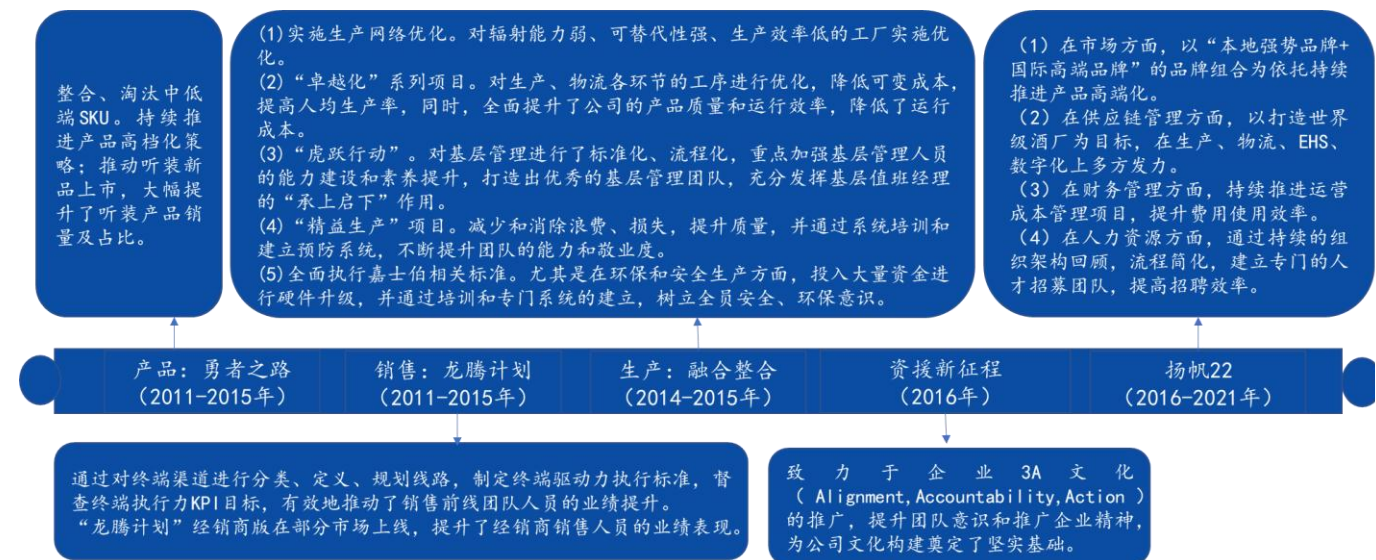 整合、淘汰中低
端SKU。持续推
进产品高档化策
略；推动听装新
品上市，大幅提
升了听装产品销
量及占比。
(1)实施生产网络优化。对辐射能力弱、可替代性强、生产效率低的工厂实施优
化。
(2)“卓越化”系列项目。对生产、物流各环节的工序进行优化，降低可变成本，
提高人均生产率，同时，全面提升了公司的产品质量和运行效率，降低了运行
成本。
(3)“虎跃行动”。对基层管理进行了标准化、流程化，重点加强基层管理人员
的能力建设和素养提升，打造出优秀的基层管理团队，充分发挥基层值班经理
的“承上启下”作用。
(4)“精益生产”项目。减少和消除浪费、损失，提升质量，并通过系统培训和
建立预防系统，不断提升团队的能力和敬业度。
(5)全面执行嘉士伯相关标准。尤其是在环保和安全生产方面，投入大量资金进
行硬件升级，并通过培训和专门系统的建立，树立全员安全、环保意识。
（1）在市场方面，以“本地强势品牌+
国际高端品牌”的品牌组合为依托持续
推进产品高端化。
（2）在供应链管理方面，以打造世界
级酒厂为目标，在生产、物流、EHS、
数字化上多方发力。
（3）在财务管理方面，持续推进运营
成本管理项目，提升费用使用效率。
（4）在人力资源方面，通过持续的组
织架构回顾，流程简化，建立专门的人
才招募团队，提高招聘效率。
产品：勇者之路
（2011-2015年）
销售：龙腾计划
（2011-2015年）
生产：融合整合
（2014-2015年）
资援新征程
（2016年）
扬帆22
（2016-2021年）
通过对终端渠道进行分类、定义、规划线路，制定终端驱动力执行标准，督
查终端执行力KPI目标，有效地推动了销售前线团队人员的业绩提升。
“龙腾计划”经销商版在部分市场上线，提升了经销商销售人员的业绩表现。
致力于企业3A文化
（Alignment,Accountability,Action）
的推广，提升团队意识和推广企业精神，
为公司文化构建奠定了坚实基础。